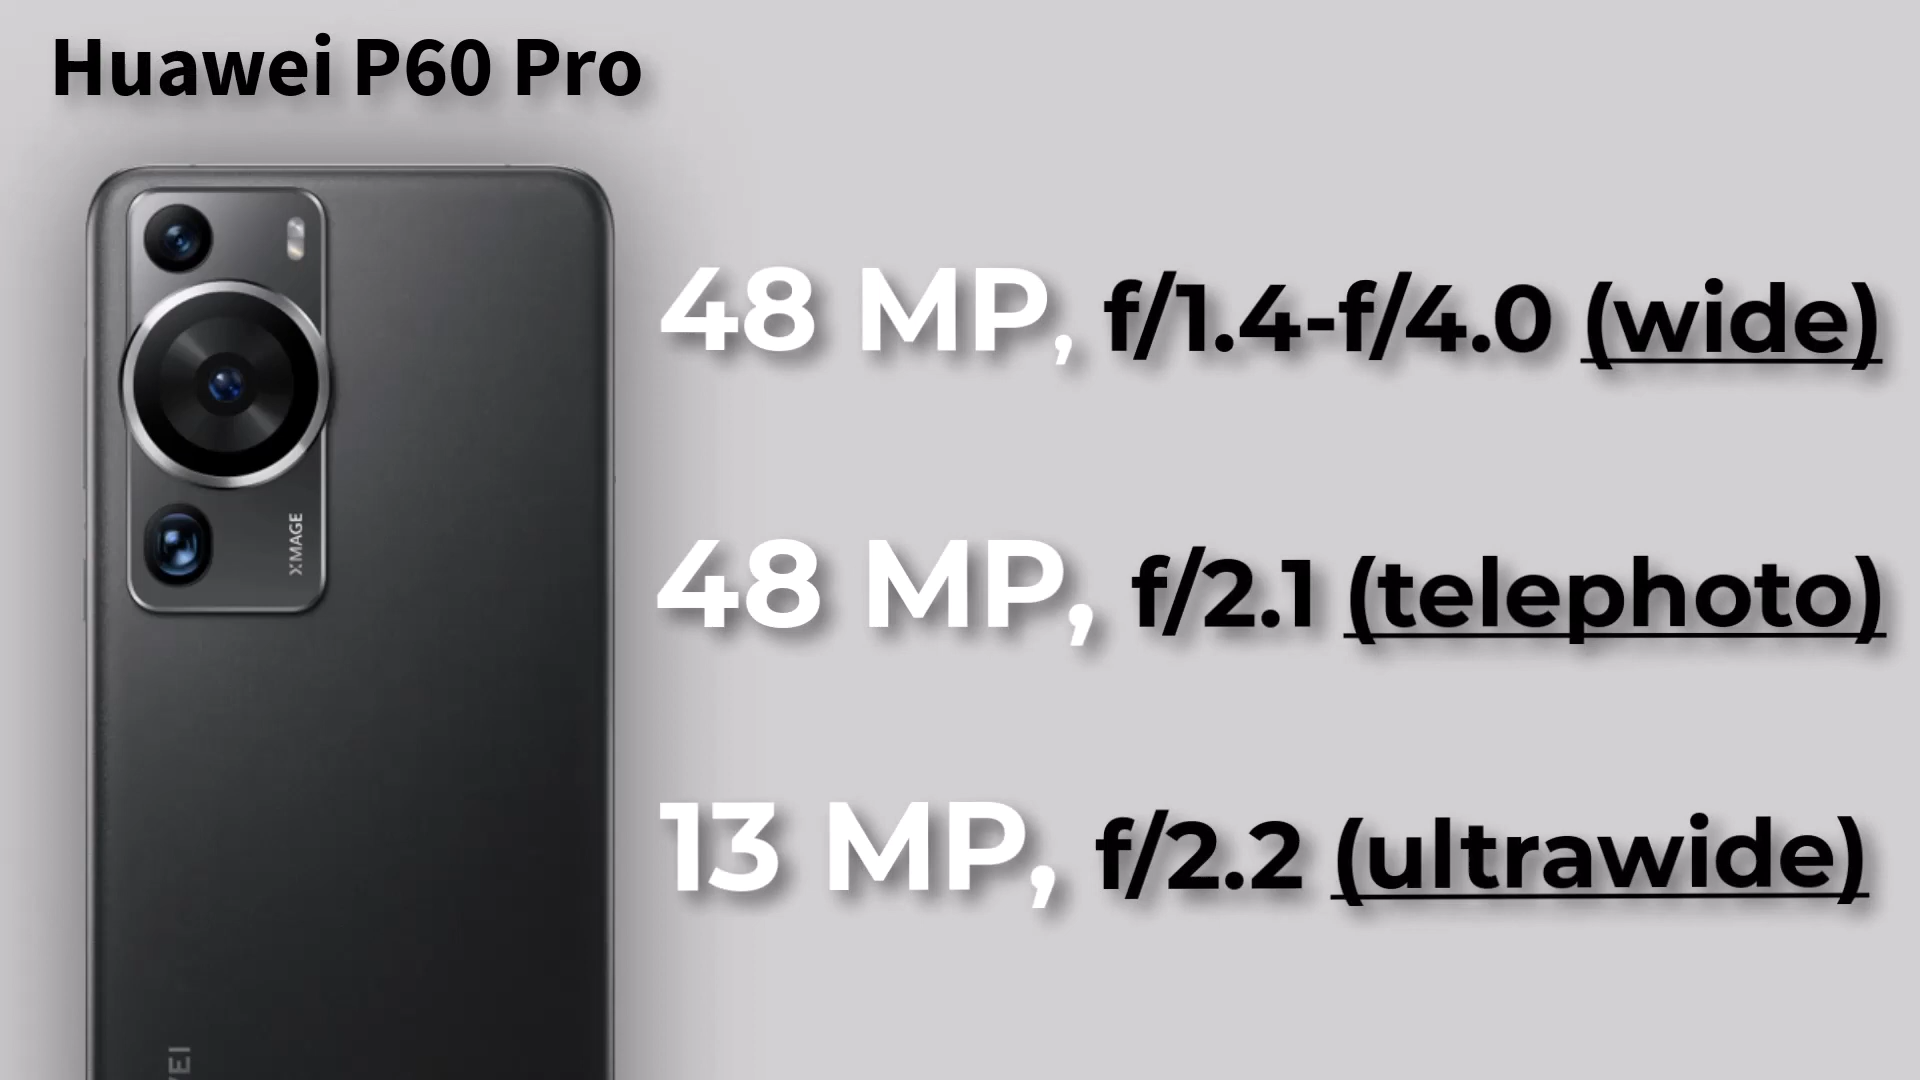 Huawei P60 Pro
48 MP, f/1.4-f/4.0 (wide)
XMAGE
48 MP, f/2.1 (telephoto)
13 MP, f/2.2 (ultrawide)